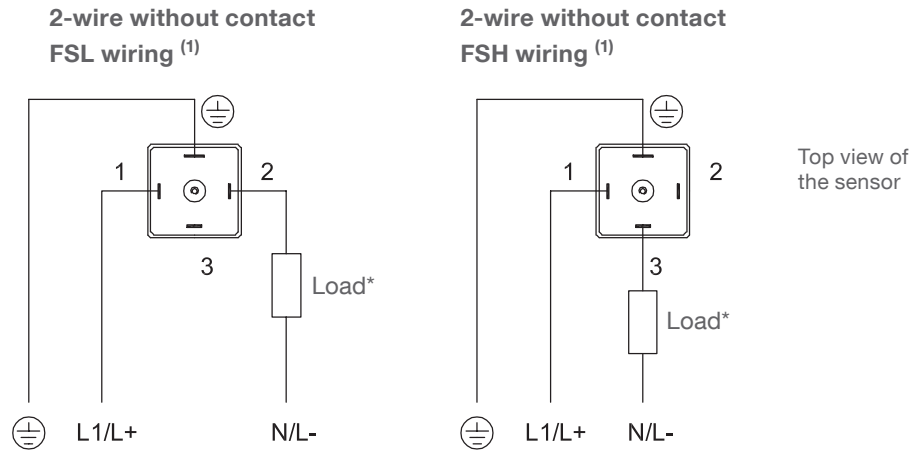 2-wire without contact
FSL wiring (1)
1
2
3
Load*
L1/L+
N/L-
2-wire without contact
FSH wiring (1)
1
2
3
Load*
L1/L+
N/L-
Top view of
the sensor